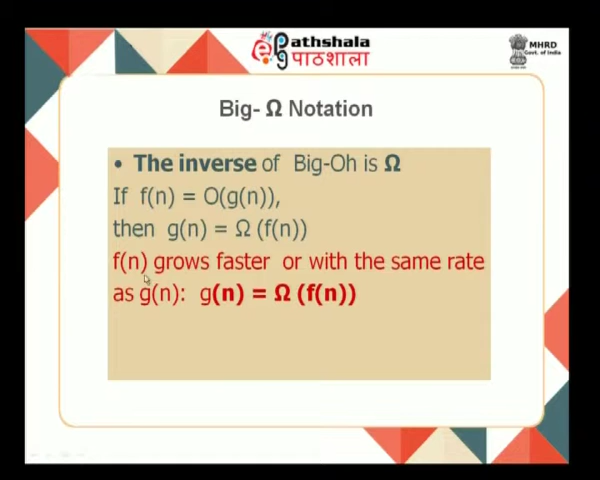 Pathshala
पाठशाला
MHRD
Govt. of India
Big- Ω Notation
• The inverse of Big-Oh is Ω
If f(n) = O(g(n)),
then g(n) = Ω (f(n))
f(n) grows faster or with the same rate
as g(n): g(n) = Ω (f(n))